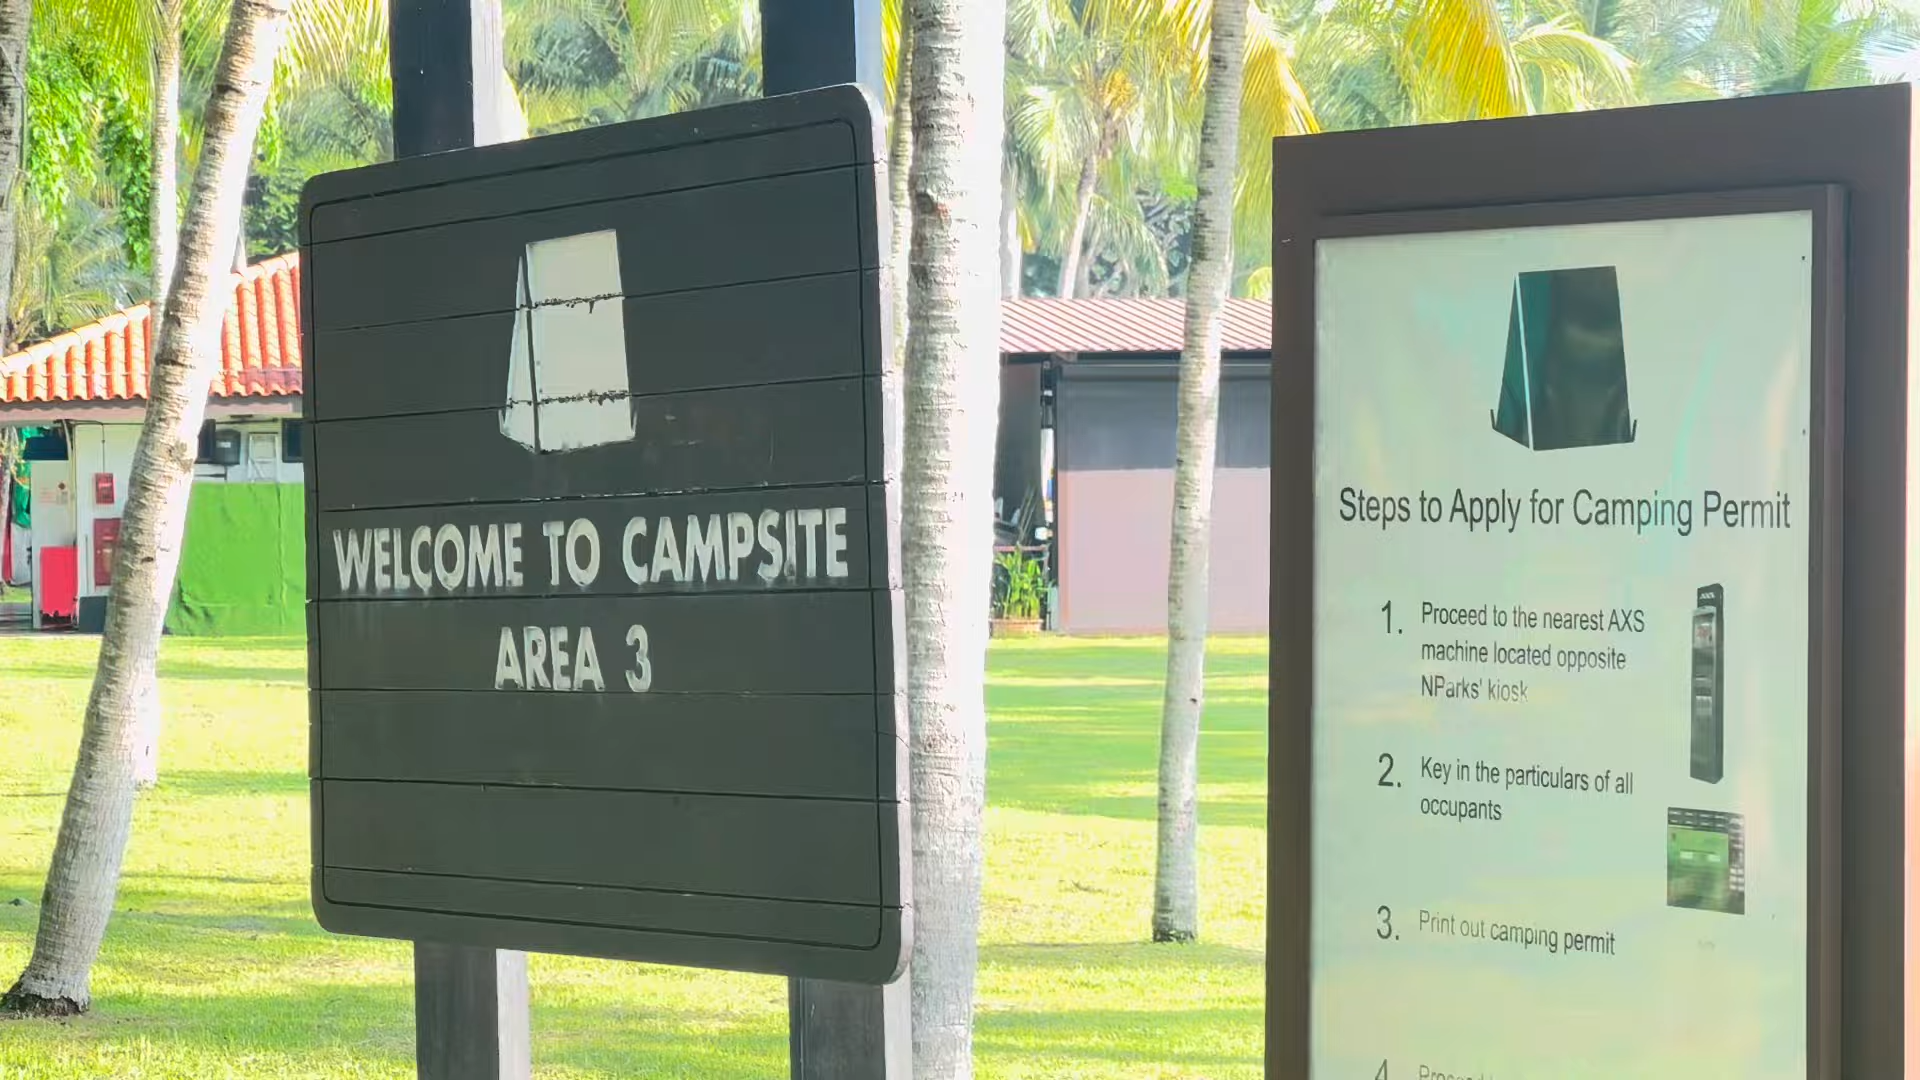 WELCOME TO CAMPSITE
AREA 3
Steps to Apply for Camping Permit
1. Proceed to the nearest AXS
machine located opposite
NParks' kiosk
2. Key in the particulars of all
occupants
3. Print out camping permit
4.